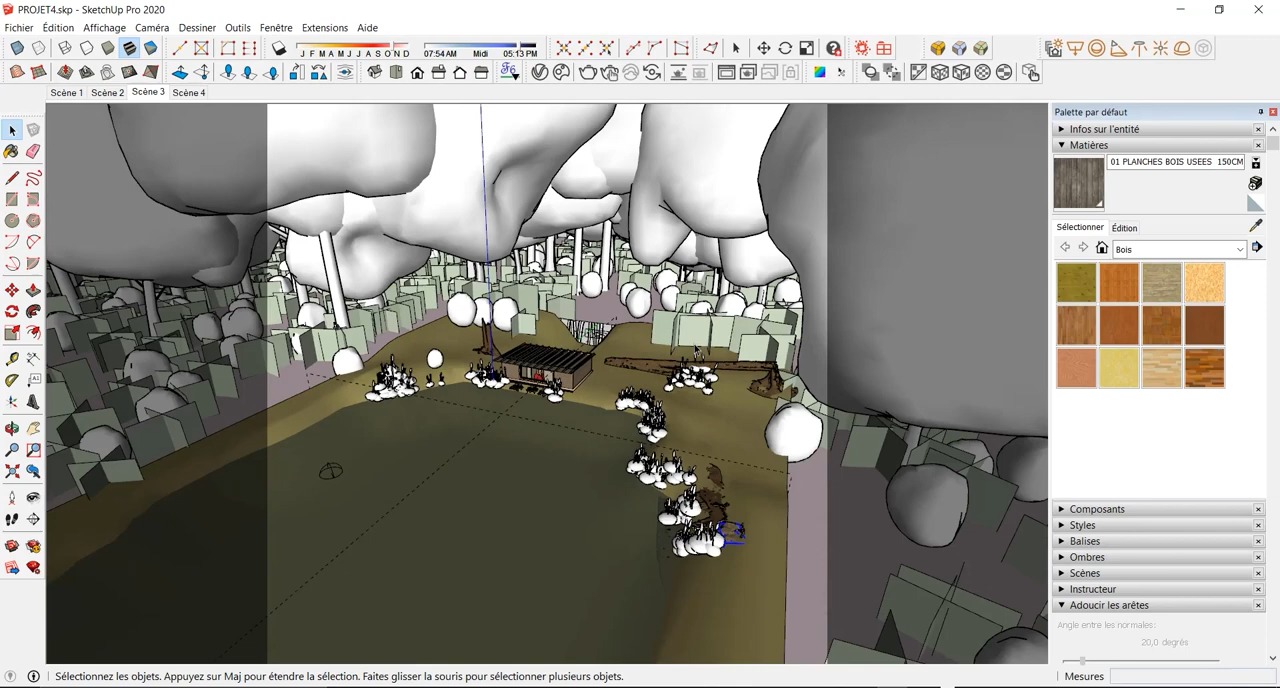 PROJET4.skp - SketchUp Pro 2020
Fichier Édition Affichage Caméra Dessiner Outils Fenêtre Extensions Aide
J F M A M J J A S O N D 07:54 AM Midi 05:13 PM
Scène 1 Scène 2 Scène 3 Scène 4
Palette par défaut
Infos sur l'entité
Matières
01 PLANCHES BOIS USEES 150CM
Sélectionner Édition
Bois
Composants
Styles
Balises
Ombres
Scènes
Instructeur
Adoucir les arêtes
Angle entre les normales:
20,0 degrés
Sélectionnez les objets. Appuyez sur Maj pour étendre la sélection. Faites glisser la souris pour sélectionner plusieurs objets.
Mesures